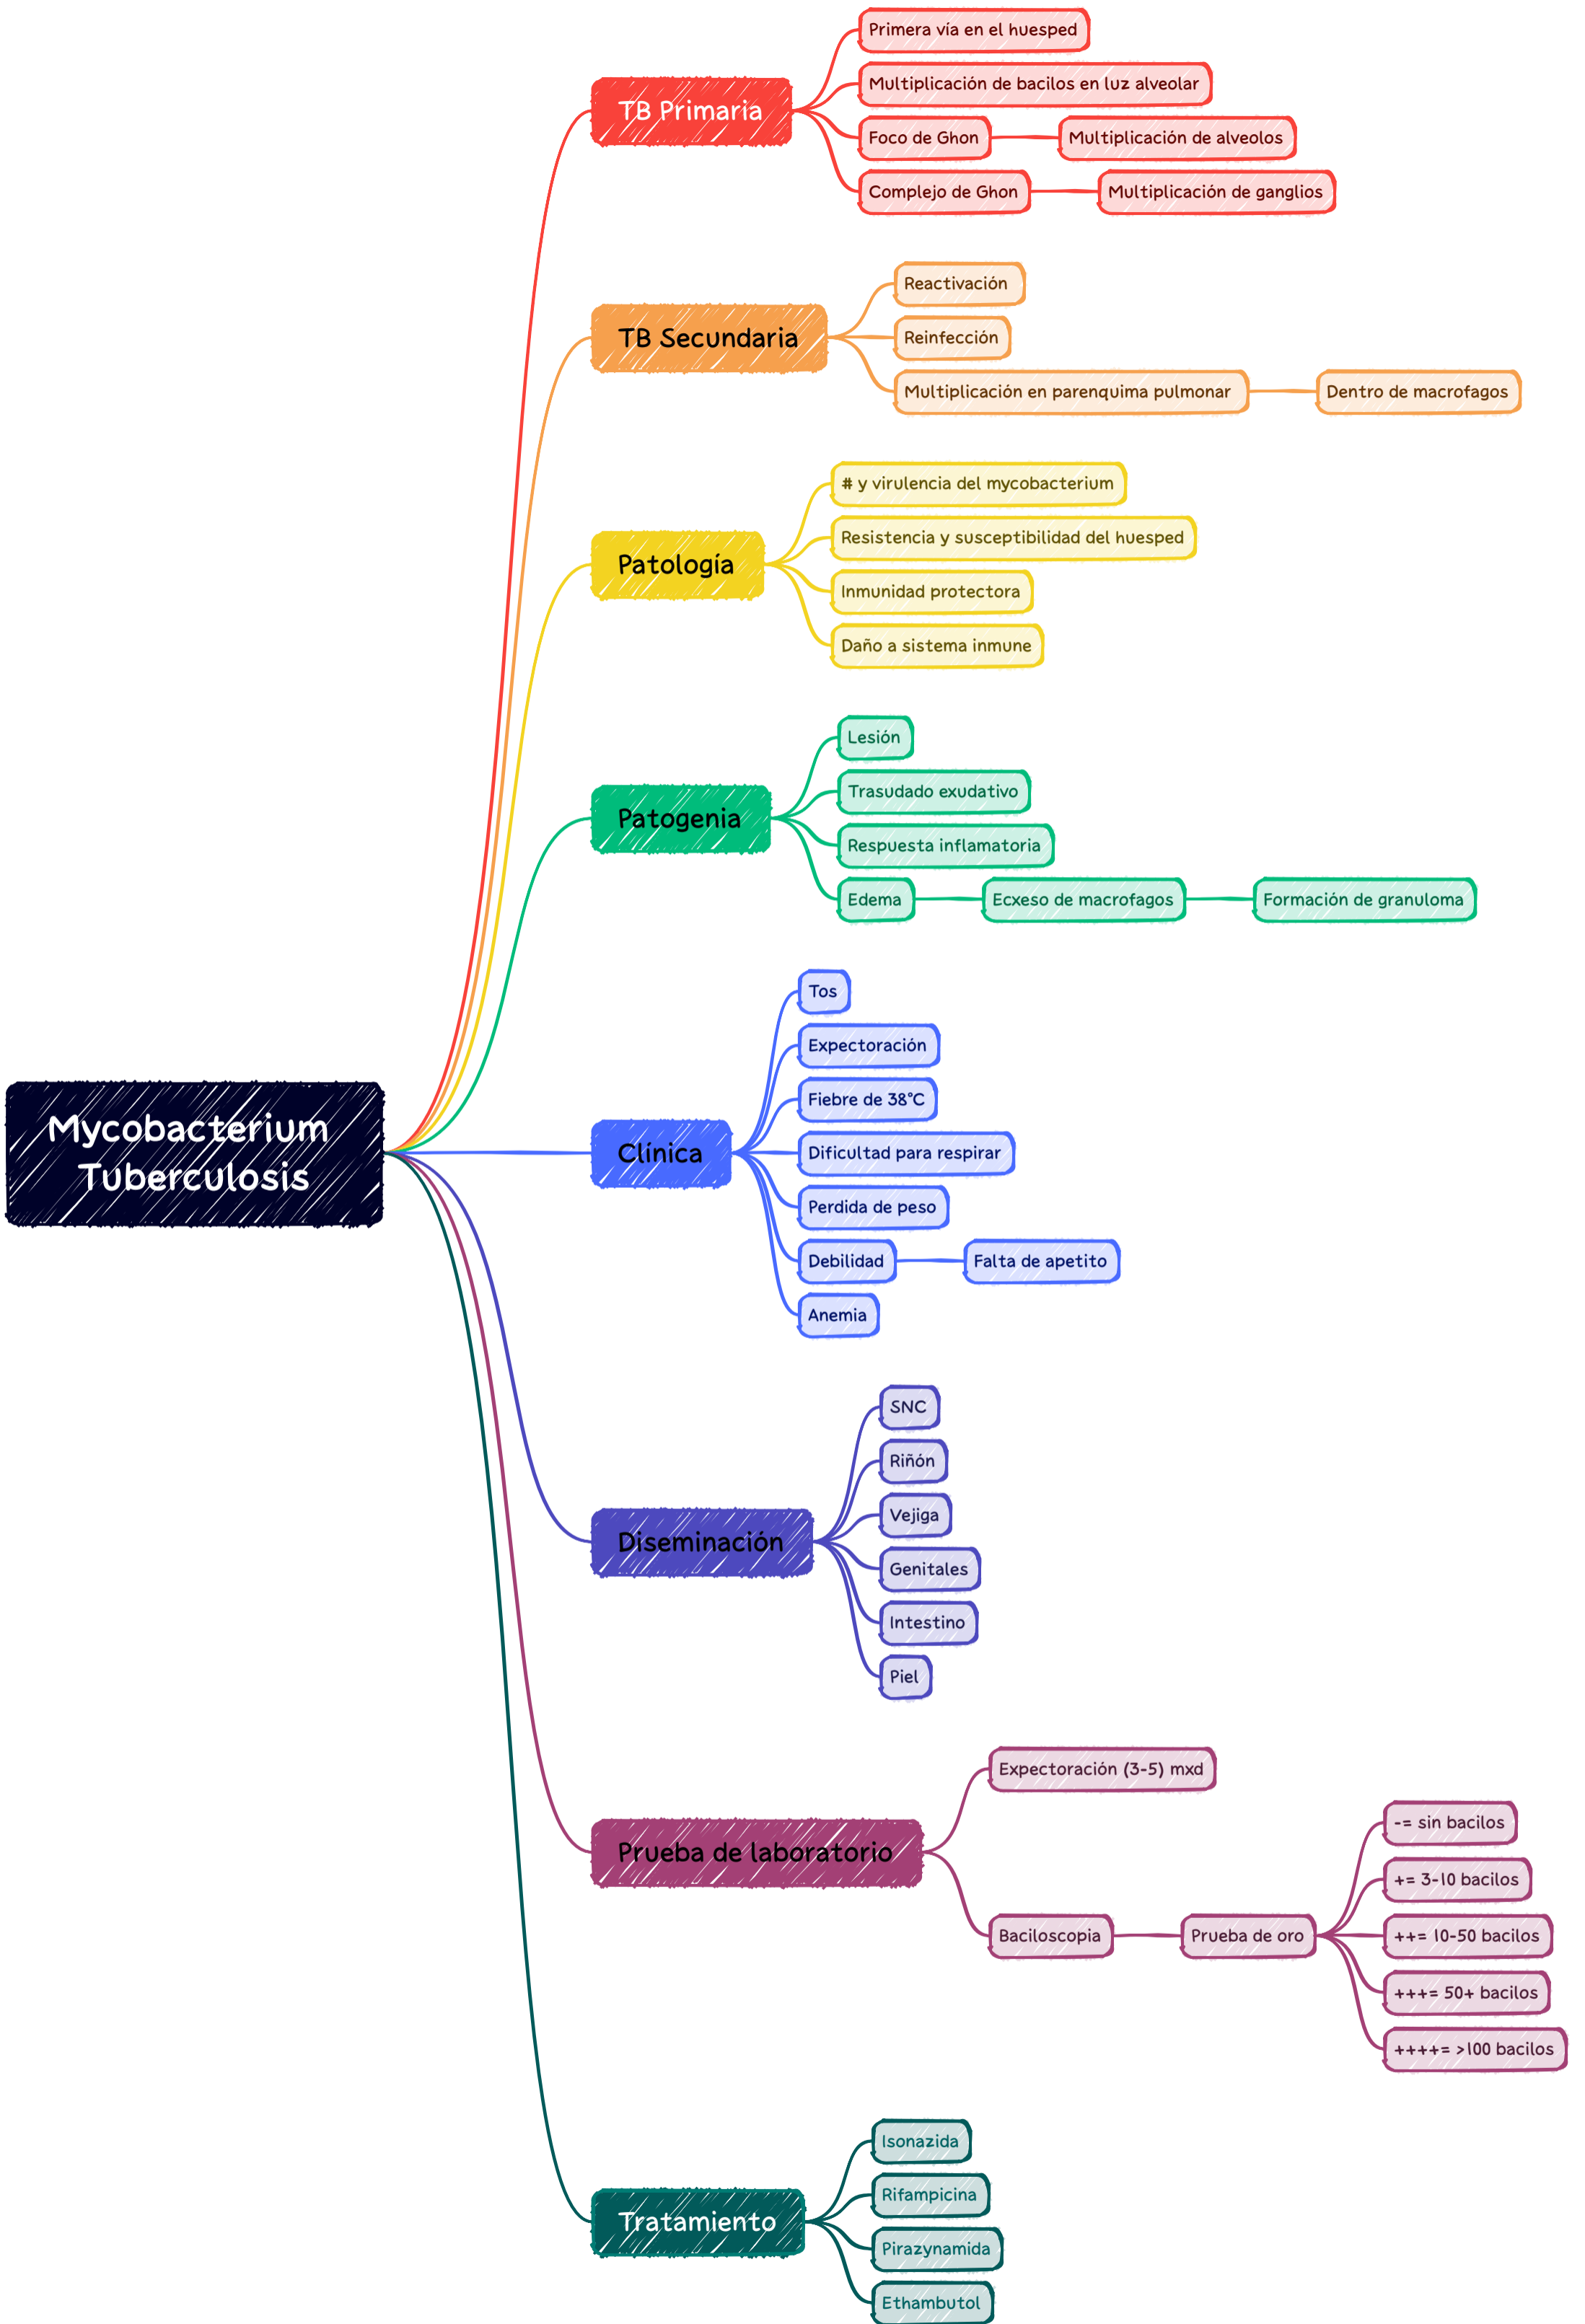 Mycobacterium
Tuberculosis
TB Primaria
Primera vía en el huesped
Multiplicación de bacilos en luz alveolar
Foco de Ghon
Multiplicación de alveolos
Complejo de Ghon
Multiplicación de ganglios
TB Secundaria
Reactivación
Reinfección
Multiplicación en parenquima pulmonar
Dentro de macrofagos
Patología
# y virulencia del mycobacterium
Resistencia y susceptibilidad del huesped
Inmunidad protectora
Daño a sistema inmune
Patogenia
Lesión
Trasudado exudativo
Respuesta inflamatoria
Edema
Ecxeso de macrofagos
Formación de granuloma
Clínica
Tos
Expectoración
Fiebre de 38°C
Dificultad para respirar
Perdida de peso
Debilidad
Falta de apetito
Anemia
Diseminación
SNC
Riñón
Vejiga
Genitales
Intestino
Piel
Prueba de laboratorio
Expectoración (3-5) mxd
Baciloscopia
Prueba de oro
-= sin bacilos
+= 3-10 bacilos
++= 10-50 bacilos
+++= 50+ bacilos
++++= >100 bacilos
Tratamiento
Isonazida
Rifampicina
Pirazynamida
Ethambutol